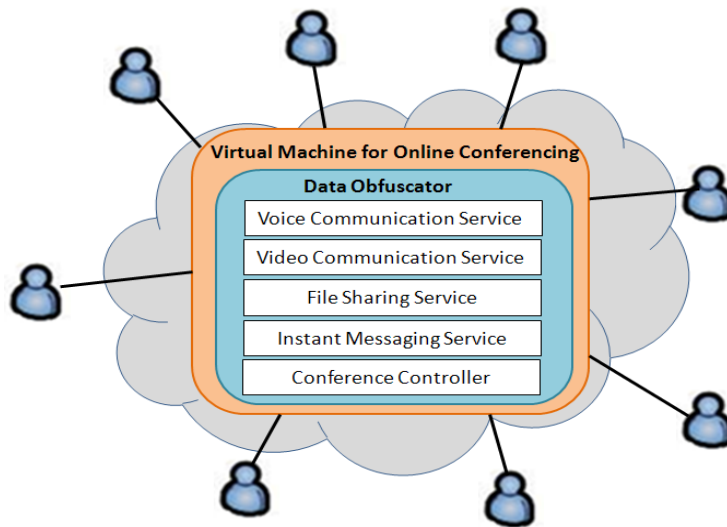 Virtual Machine for Online Conferencing
Data Obfuscator
Voice Communication Service
Video Communication Service
File Sharing Service
Instant Messaging Service
Conference Controller